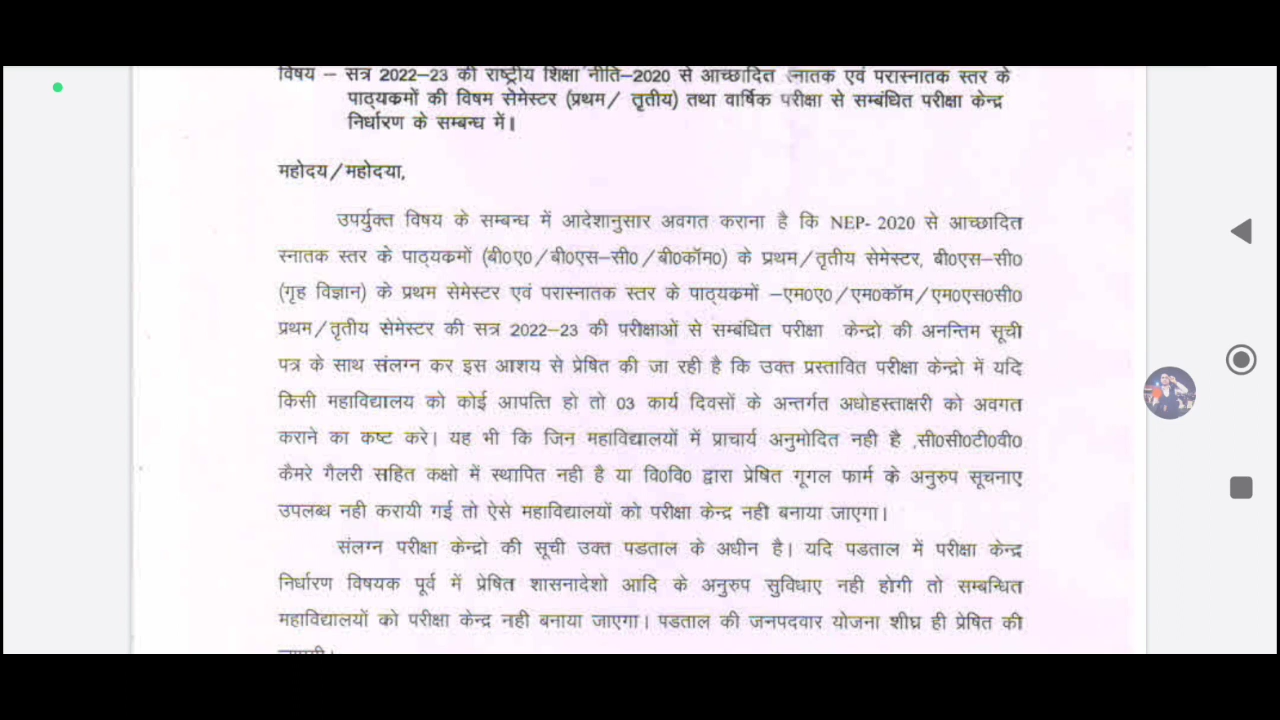 विषय – सत्र 2022–23 की राष्ट्रीय शिक्षा नीति–2020 से आच्छादित स्नातक एवं परास्नातक स्तर के
पाठ्यकमों की विषम सेमेस्टर (प्रथम/ तृतीय) तथा वार्षिक परीक्षा से सम्बंधित परीक्षा केन्द्र
निर्धारण के सम्बन्ध में।
महोदय/महोदया,
उपर्युक्त विषय के सम्बन्ध में आदेशानुसार अवगत कराना है कि NEP- 2020 से आच्छादित
स्नातक स्तर के पाठ्यकमों (बी0ए0/बी0एस–सी0/बी0कॉम0) के प्रथम/तृतीय सेमेस्टर, बी0एस–सी0
(गृह विज्ञान) के प्रथम सेमेस्टर एवं परास्नातक स्तर के पाठ्यकमों –एम0ए0/एम0कॉम/एम0एस0सी0
प्रथम/तृतीय सेमेस्टर की सत्र 2022–23 की परीक्षाओं से सम्बंधित परीक्षा केन्द्रो की अनन्तिम सूची
पत्र के साथ संलग्न कर इस आशय से प्रेषित की जा रही है कि उक्त प्रस्तावित परीक्षा केन्द्रो में यदि
किसी महाविद्यालय को कोई आपत्ति हो तो 03 कार्य दिवसों के अन्तर्गत अधोहस्ताक्षरी को अवगत
कराने का कष्ट करे। यह भी कि जिन महाविद्यालयों में प्राचार्य अनुमोदित नही है ,सी0सी0टी0वी0
कैमरे गैलरी सहित कक्षो में स्थापित नही है या वि0वि0 द्वारा प्रेषित गूगल फार्म के अनुरुप सूचनाए
उपलब्ध नही करायी गई तो ऐसे महाविद्यालयों को परीक्षा केन्द्र नही बनाया जाएगा।
संलग्न परीक्षा केन्द्रो की सूची उक्त पडताल के अधीन है। यदि पडताल में परीक्षा केन्द्र
निर्धारण विषयक पूर्व में प्रेषित शासनादेशो आदि के अनुरुप सुविधाए नही होगी तो सम्बन्धित
महाविद्यालयों को परीक्षा केन्द्र नही बनाया जाएगा। पडताल की जनपदवार योजना शीघ्र ही प्रेषित की